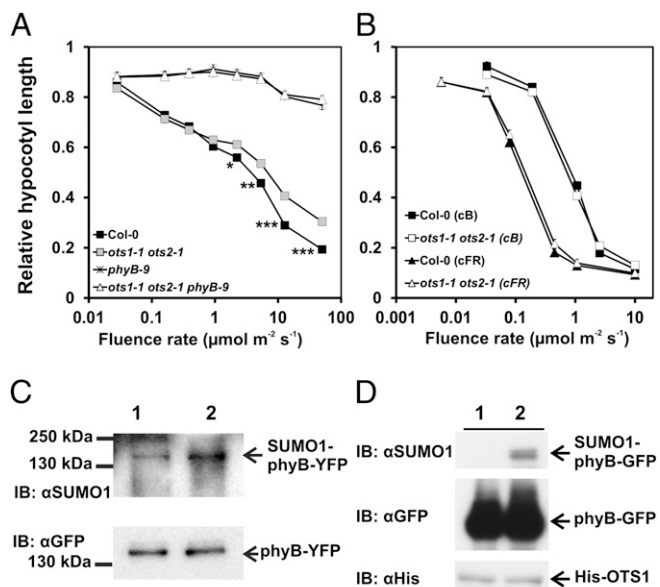 A
B
Relative hypocotyl length
1
0.8
0.6
0.4
0.2
0
*
**
***
***
Col-0
ots1-1 ots2-1
phyB-9
ots1-1 ots2-1 phyB-9
0.01 0.1 1 10 100
Fluence rate (µmol m⁻² s⁻¹)
1
0.8
0.6
0.4
0.2
0
Col-0 (cB)
ots1-1 ots2-1 (cB)
Col-0 (cFR)
ots1-1 ots2-1 (cFR)
0.001 0.01 0.1 1 10
Fluence rate (µmol m⁻² s⁻¹)
C
1 2
250 kDa
130 kDa
IB: αSUMO1
SUMO1-
phyB-YFP
IB: αGFP
130 kDa
phyB-YFP
D
1 2
IB: αSUMO1
SUMO1-
phyB-GFP
IB: αGFP
phyB-GFP
IB: αHis
His-OTS1